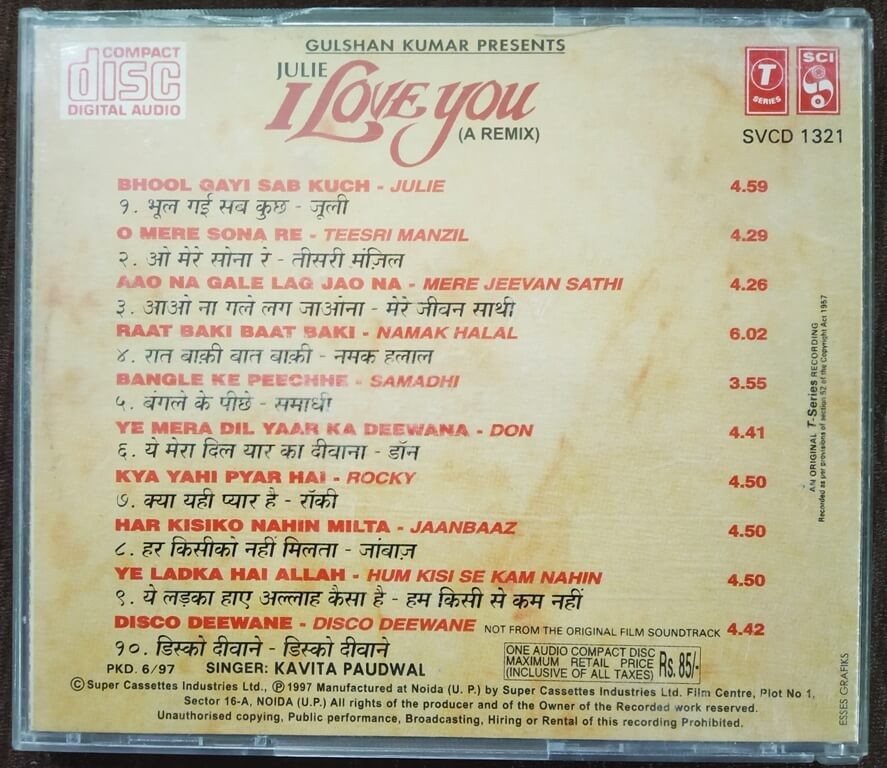 COMPACT
disc
DIGITAL AUDIO
GULSHAN KUMAR PRESENTS
JULIE
I LOVE YOU
(A REMIX)
T
SERIES
SCI
SVCD 1321
BHOOL GAYI SAB KUCH - JULIE 4.59
१. भूल गई सब कुछ - जूली
O MERE SONA RE - TEESRI MANZIL 4.29
२. ओ मेरे सोना रे - तीसरी मंज़िल
AAO NA GALE LAG JAO NA - MERE JEEVAN SATHI 4.26
३. आओ ना गले लग जाओंना - मेरे जीवन साथी
RAAT BAKI BAAT BAKI - NAMAK HALAL 6.02
४. रात बाक़ी बात बाक़ी - नमक हलाल
BANGLE KE PEECHHE - SAMADHI 3.55
५. बंगले के पीछे - समाधी
YE MERA DIL YAAR KA DEEWANA - DON 4.41
६. ये मेरा दिल यार का दीवाना - डॉन
KYA YAHI PYAR HAI - ROCKY 4.50
७. क्या यही प्यार है - रॉकी
HAR KISIKO NAHIN MILTA - JAANBAAZ 4.50
८. हर किसीको नहीं मिलता - जांबाज़
YE LADKA HAI ALLAH - HUM KISI SE KAM NAHIN 4.50
९. ये लड़का हाए अल्लाह कैसा है - हम किसी से कम नहीं
DISCO DEEWANE - DISCO DEEWANE NOT FROM THE ORIGINAL FILM SOUNDTRACK 4.42
१०. डिस्को दीवाने - डिस्को दीवाने
PKD. 6/97 SINGER: KAVITA PAUDWAL
ONE AUDIO COMPACT DISC
MAXIMUM RETAIL PRICE
(INCLUSIVE OF ALL TAXES)
Rs. 85/-
©Super Cassettes Industries Ltd., ℗1997 Manufactured at Noida (U. P.) by Super Cassettes Industries Ltd. Film Centre, Plot No 1,
Sector 16-A, NOIDA (U.P.) All rights of the producer and of the Owner of the Recorded work reserved.
Unauthorised copying, Public performance, Broadcasting, Hiring or Rental of this recording Prohibited.
AN ORIGINAL T-Series RECORDING
Recorded as per provisions of section 52 of the Copyright Act 1957
ESSES GRAFIKS